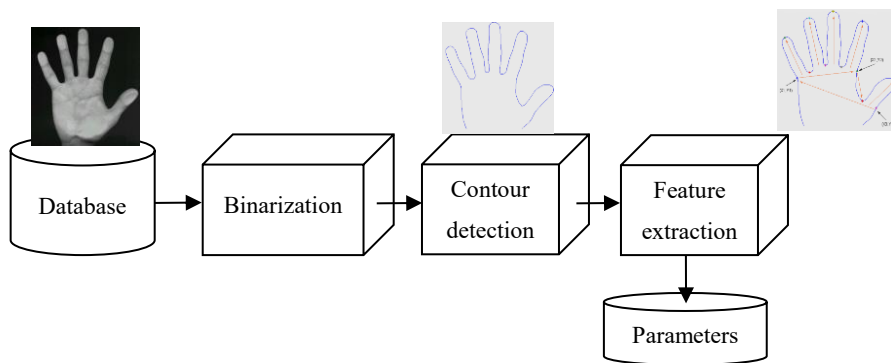 Database
Binarization
Contour
detection
Feature
extraction
Parameters